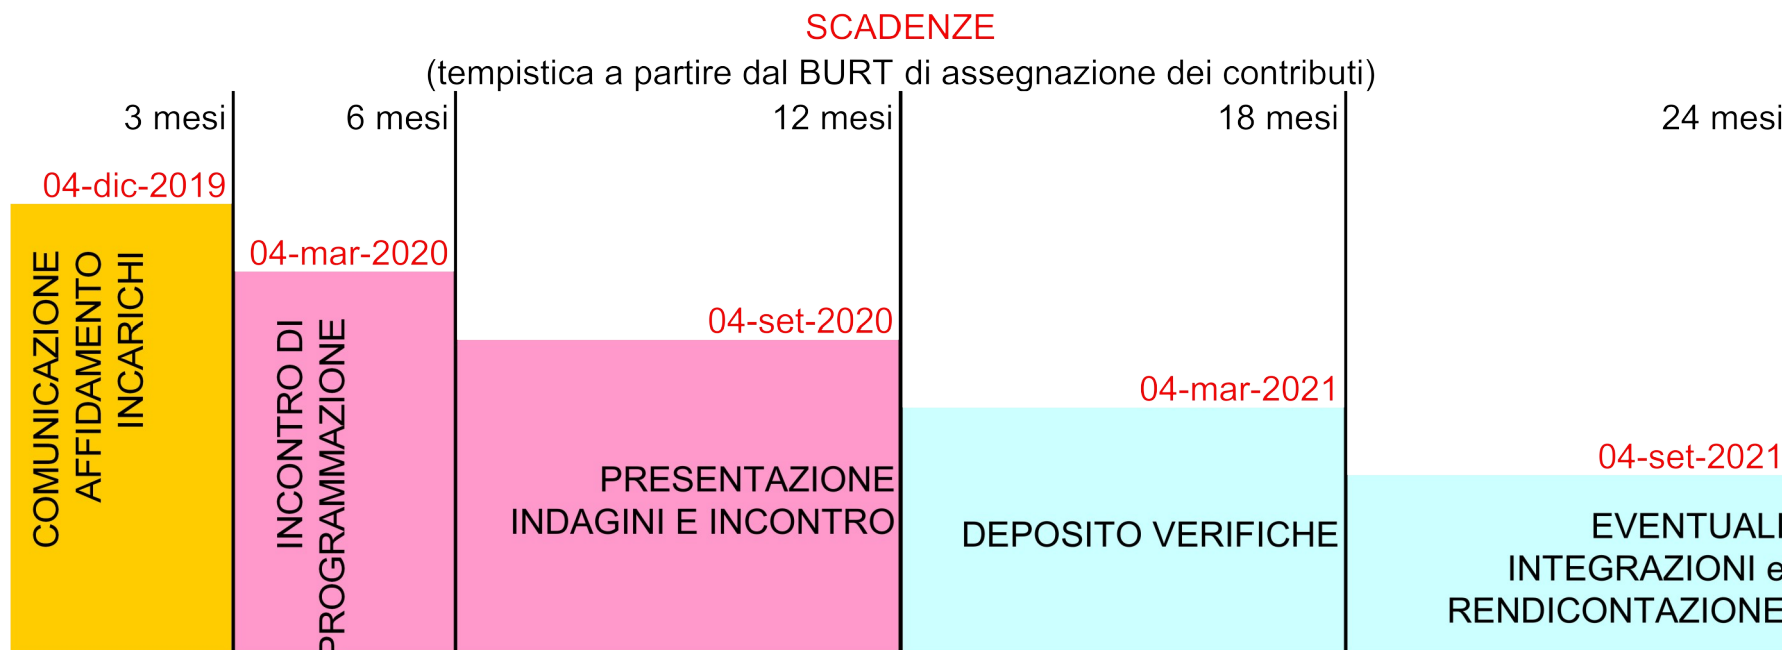 SCADENZE
(tempistica a partire dal BURT di assegnazione dei contributi)
3 mesi
6 mesi
12 mesi
18 mesi
24 mesi
04-dic-2019
04-mar-2020
04-set-2020
04-mar-2021
04-set-2021
COMUNICAZIONE
AFFIDAMENTO
INCARICHI
INCONTRO DI
PROGRAMMAZIONE
PRESENTAZIONE
INDAGINI E INCONTRO
DEPOSITO VERIFICHE
EVENTUALI
INTEGRAZIONI e
RENDICONTAZIONE